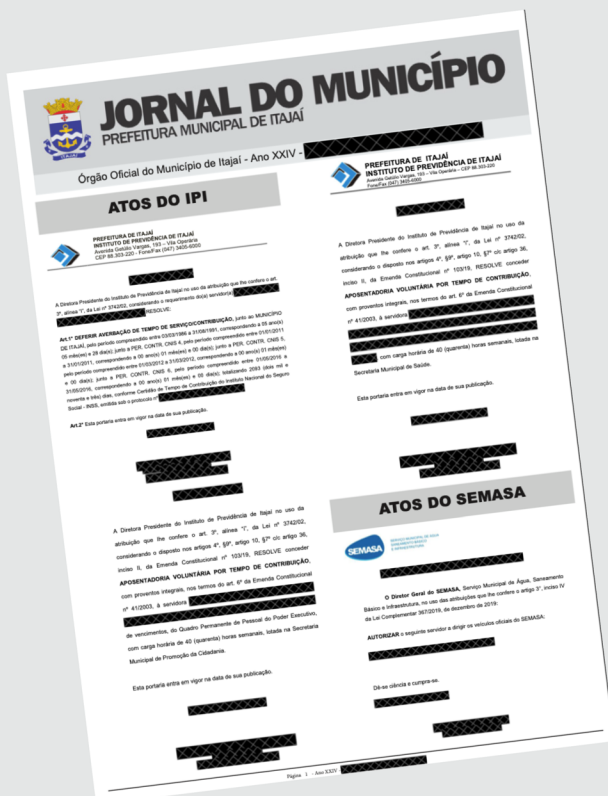 JORNAL DO MUNICÍPIO
PREFEITURA MUNICIPAL DE ITAJAÍ
Órgão Oficial do Município de Itajaí - Ano XXIV -
ATOS DO IPI
PREFEITURA DE ITAJAÍ
INSTITUTO DE PREVIDÊNCIA DE ITAJAÍ
Avenida Getúlio Vargas, 193 – Vila Operária
CEP 88.303-220 - Fone/Fax (047) 3405-6000
A Diretora Presidente do Instituto de Previdência de Itajaí no uso da atribuição que lhe confere o art.
3º, alínea "i", da Lei nº 3742/02, considerando o requerimento do(a) servidor(a)
RESOLVE:
Art.1º DEFERIR AVERBAÇÃO DE TEMPO DE SERVIÇO/CONTRIBUIÇÃO, junto ao MUNICÍPIO
DE ITAJAÍ, pelo período compreendido entre 03/03/1986 a 31/08/1991, correspondendo a 05 ano(s)
05 mês(es) e 28 dia(s); junto a PER. CONTR. CNIS 4, pelo período compreendido entre 01/01/2011
a 31/01/2011, correspondendo a 00 ano(s) 01 mês(es) e 00 dia(s); junto a PER. CONTR. CNIS 5,
pelo período compreendido entre 01/03/2012 a 31/03/2012, correspondendo a 00 ano(s) 01 mês(es)
e 00 dia(s); junto a PER. CONTR. CNIS 6, pelo período compreendido entre 01/05/2016 a
31/05/2016, correspondendo a 00 ano(s) 01 mês(es) e 00 dia(s); totalizando 2093 (dois mil e
noventa e três) dias, conforme Certidão de Tempo de Contribuição do Instituto Nacional do Seguro
Social - INSS, emitida sob o protocolo nº
Art.2º Esta portaria entra em vigor na data de sua publicação.
A Diretora Presidente do Instituto de Previdência de Itajaí no uso da
atribuição que lhe confere o art. 3º, alínea "i", da Lei nº 3742/02,
considerando o disposto nos artigos 4º, §9º, artigo 10, §7º c/c artigo 36,
inciso II, da Emenda Constitucional nº 103/19, RESOLVE conceder
APOSENTADORIA VOLUNTÁRIA POR TEMPO DE CONTRIBUIÇÃO,
com proventos integrais, nos termos do art. 6º da Emenda Constitucional
nº 41/2003, à servidora
de vencimentos, do Quadro Permanente de Pessoal do Poder Executivo,
com carga horária de 40 (quarenta) horas semanais, lotada na Secretaria
Municipal de Promoção da Cidadania.
Esta portaria entra em vigor na data de sua publicação.
PREFEITURA DE ITAJAÍ
INSTITUTO DE PREVIDÊNCIA DE ITAJAÍ
Avenida Getúlio Vargas, 193 – Vila Operária – CEP 88.303-220
Fone/Fax (047) 3405-6000
A Diretora Presidente do Instituto de Previdência de Itajaí no uso da
atribuição que lhe confere o art. 3º, alínea "i", da Lei nº 3742/02,
considerando o disposto nos artigos 4º, §9º, artigo 10, §7º c/c artigo 36,
inciso II, da Emenda Constitucional nº 103/19, RESOLVE conceder
APOSENTADORIA VOLUNTÁRIA POR TEMPO DE CONTRIBUIÇÃO,
com proventos integrais, nos termos do art. 6º da Emenda Constitucional
nº 41/2003, à servidora
com carga horária de 40 (quarenta) horas semanais, lotada na
Secretaria Municipal de Saúde.
Esta portaria entra em vigor na data de sua publicação.
ATOS DO SEMASA
SEMASA
SERVIÇO MUNICIPAL DE ÁGUA
SANEAMENTO BÁSICO
E INFRAESTRUTURA
O Diretor Geral do SEMASA, Serviço Municipal de Água, Saneamento
Básico e Infraestrutura, no uso das atribuições que lhe confere o artigo 3º, inciso IV
da Lei Complementar 367/2019, de dezembro de 2019:
AUTORIZAR o seguinte servidor a dirigir os veículos oficiais do SEMASA:
Dê-se ciência e cumpra-se.
Página 1 - Ano XXIV